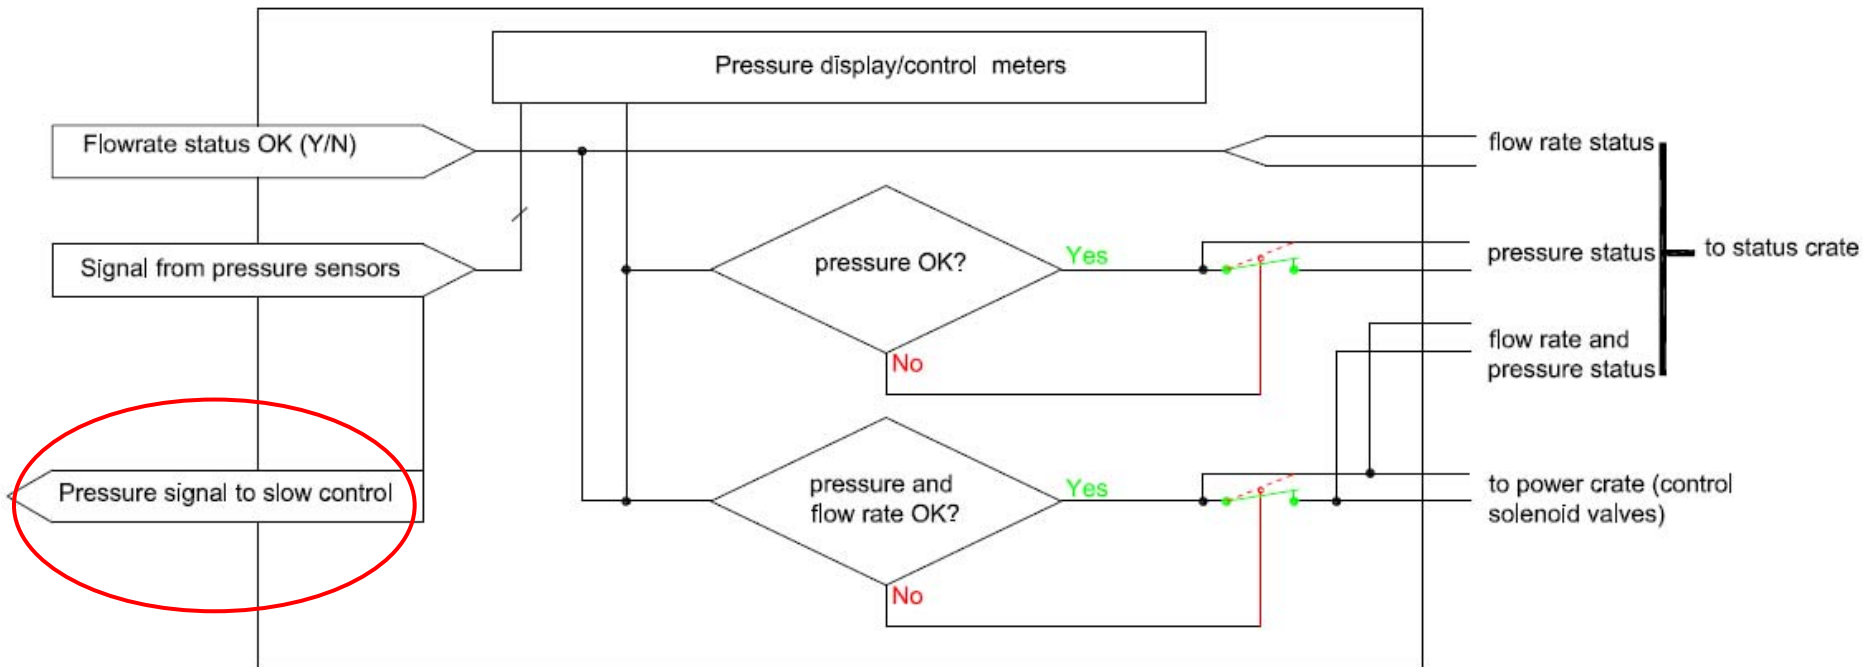 Pressure display/control meters
Flowrate status OK (Y/N)
flow rate status
Signal from pressure sensors
pressure OK?
Yes
pressure status
to status crate
No
flow rate and
pressure status
Pressure signal to slow control
pressure and
flow rate OK?
Yes
to power crate (control
solenoid valves)
No